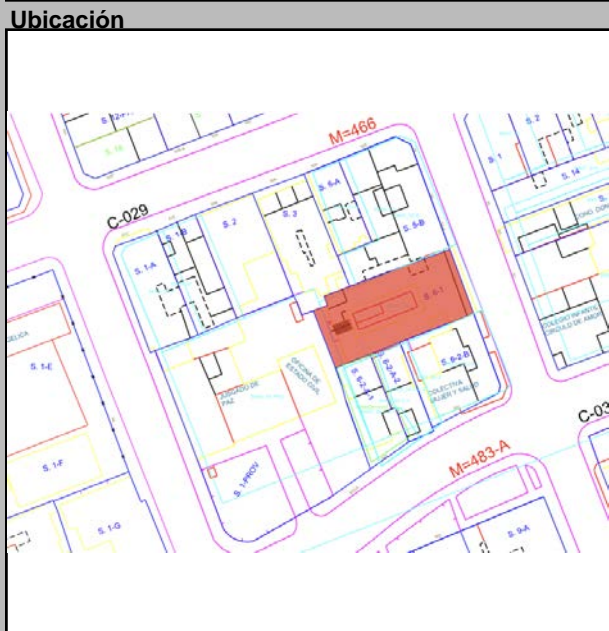 Ubicación
M=466
C-029
S. 2
S. 1
S. 14
S. 6-A
S. 1-B
S. 2
S. 3
S. 5-B
S. 1-A
S. 6-1
COLEGIO INFANTIL
CIRCULO DE AMOR
S. 1-E
OFICINA DE
ESTADO CIVIL
JUZGADO DE
PAZ
S. 6-2-B
COLECTIVA
MUJER Y SALUD
C-03
M=483-A
S. 1-F
S. 1-PROV
S. 1-G
S. 9-A